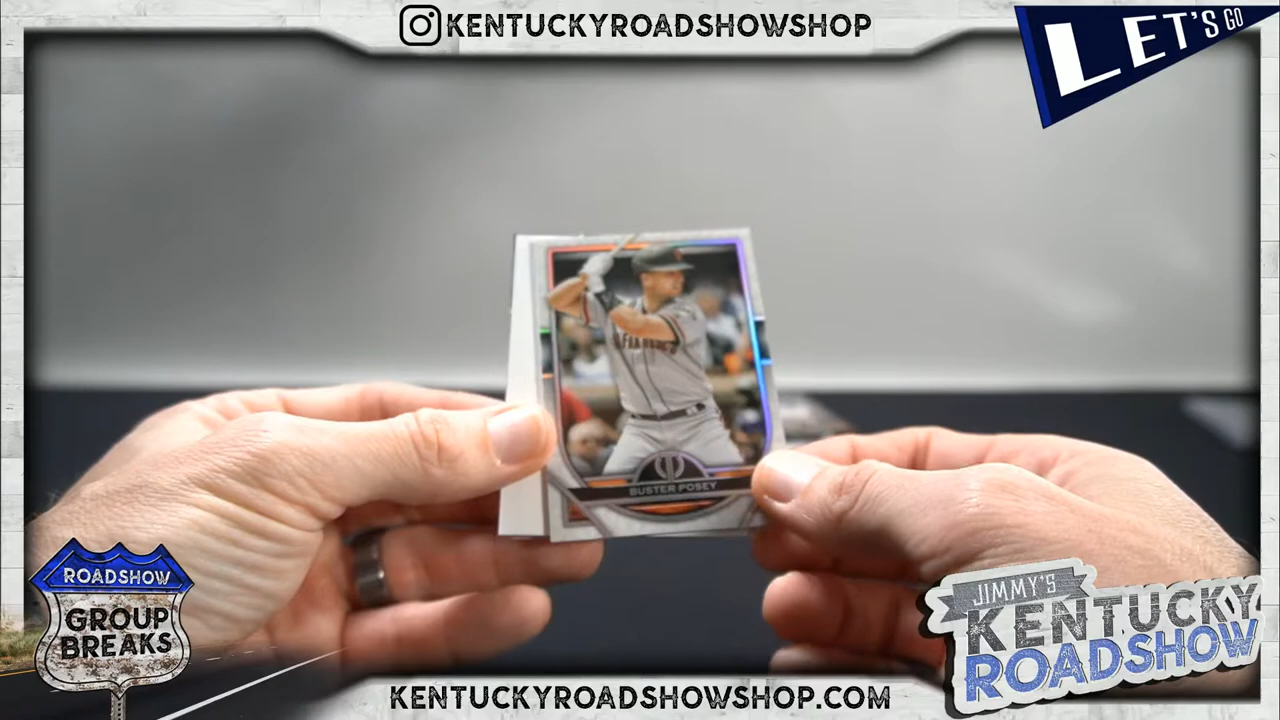 KENTUCKYROADSHOWSHOP
LET'S GO
BUSTER POSEY
ROADSHOW
GROUP
BREAKS
JIMMY'S
KENTUCKY
ROADSHOW
KENTUCKYROADSHOWSHOP.COM